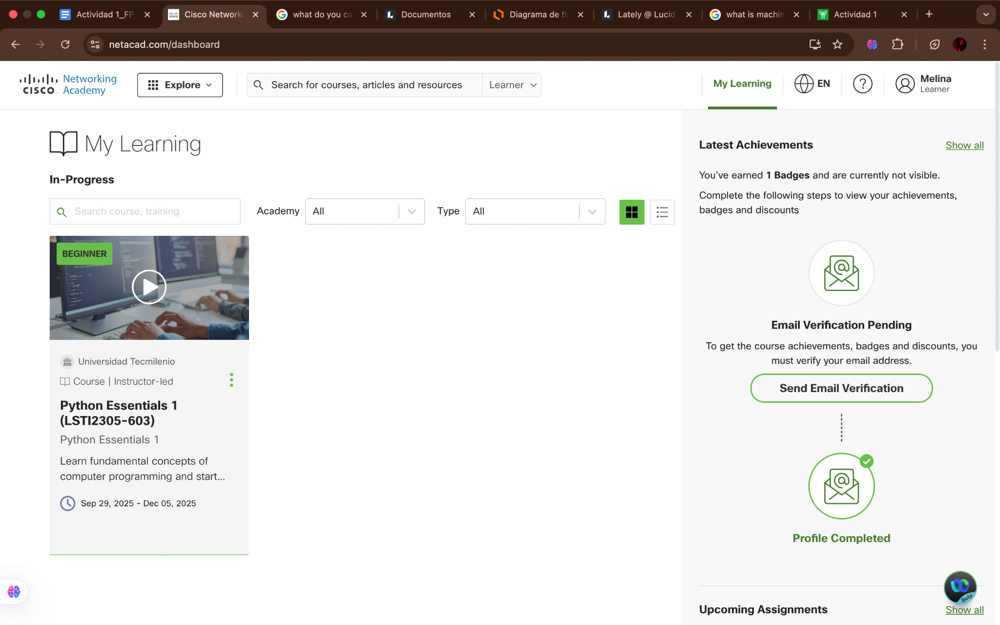 Actividad 1_FP
Cisco Network
what do you ca
Documentos
Diagrama de fl
Lately @ Lucid
what is machin
Actividad 1
netacad.com/dashboard
CISCO
Networking
Academy
Explore
Search for courses, articles and resources
Learner
My Learning
EN
Melina
Learner
My Learning
In-Progress
Search course, training
Academy
All
Type
All
BEGINNER
Universidad Tecmilenio
Course | Instructor-led
Python Essentials 1
(LSTI2305-603)
Python Essentials 1
Learn fundamental concepts of
computer programming and start...
Sep 29, 2025 - Dec 05, 2025
Latest Achievements
Show all
You've earned 1 Badges and are currently not visible.
Complete the following steps to view your achievements,
badges and discounts
Email Verification Pending
To get the course achievements, badges and discounts, you
must verify your email address.
Send Email Verification
Profile Completed
Beta
Upcoming Assignments
Show all